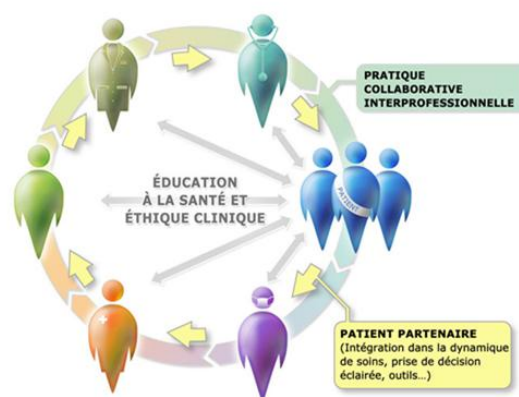 PRATIQUE
COLLABORATIVE
INTERPROFESSIONNELLE
ÉDUCATION
À LA SANTÉ ET
ÉTHIQUE CLINIQUE
PATIENT
PATIENT PARTENAIRE
(Intégration dans la dynamique
de soins, prise de décision
éclairée, outils...)